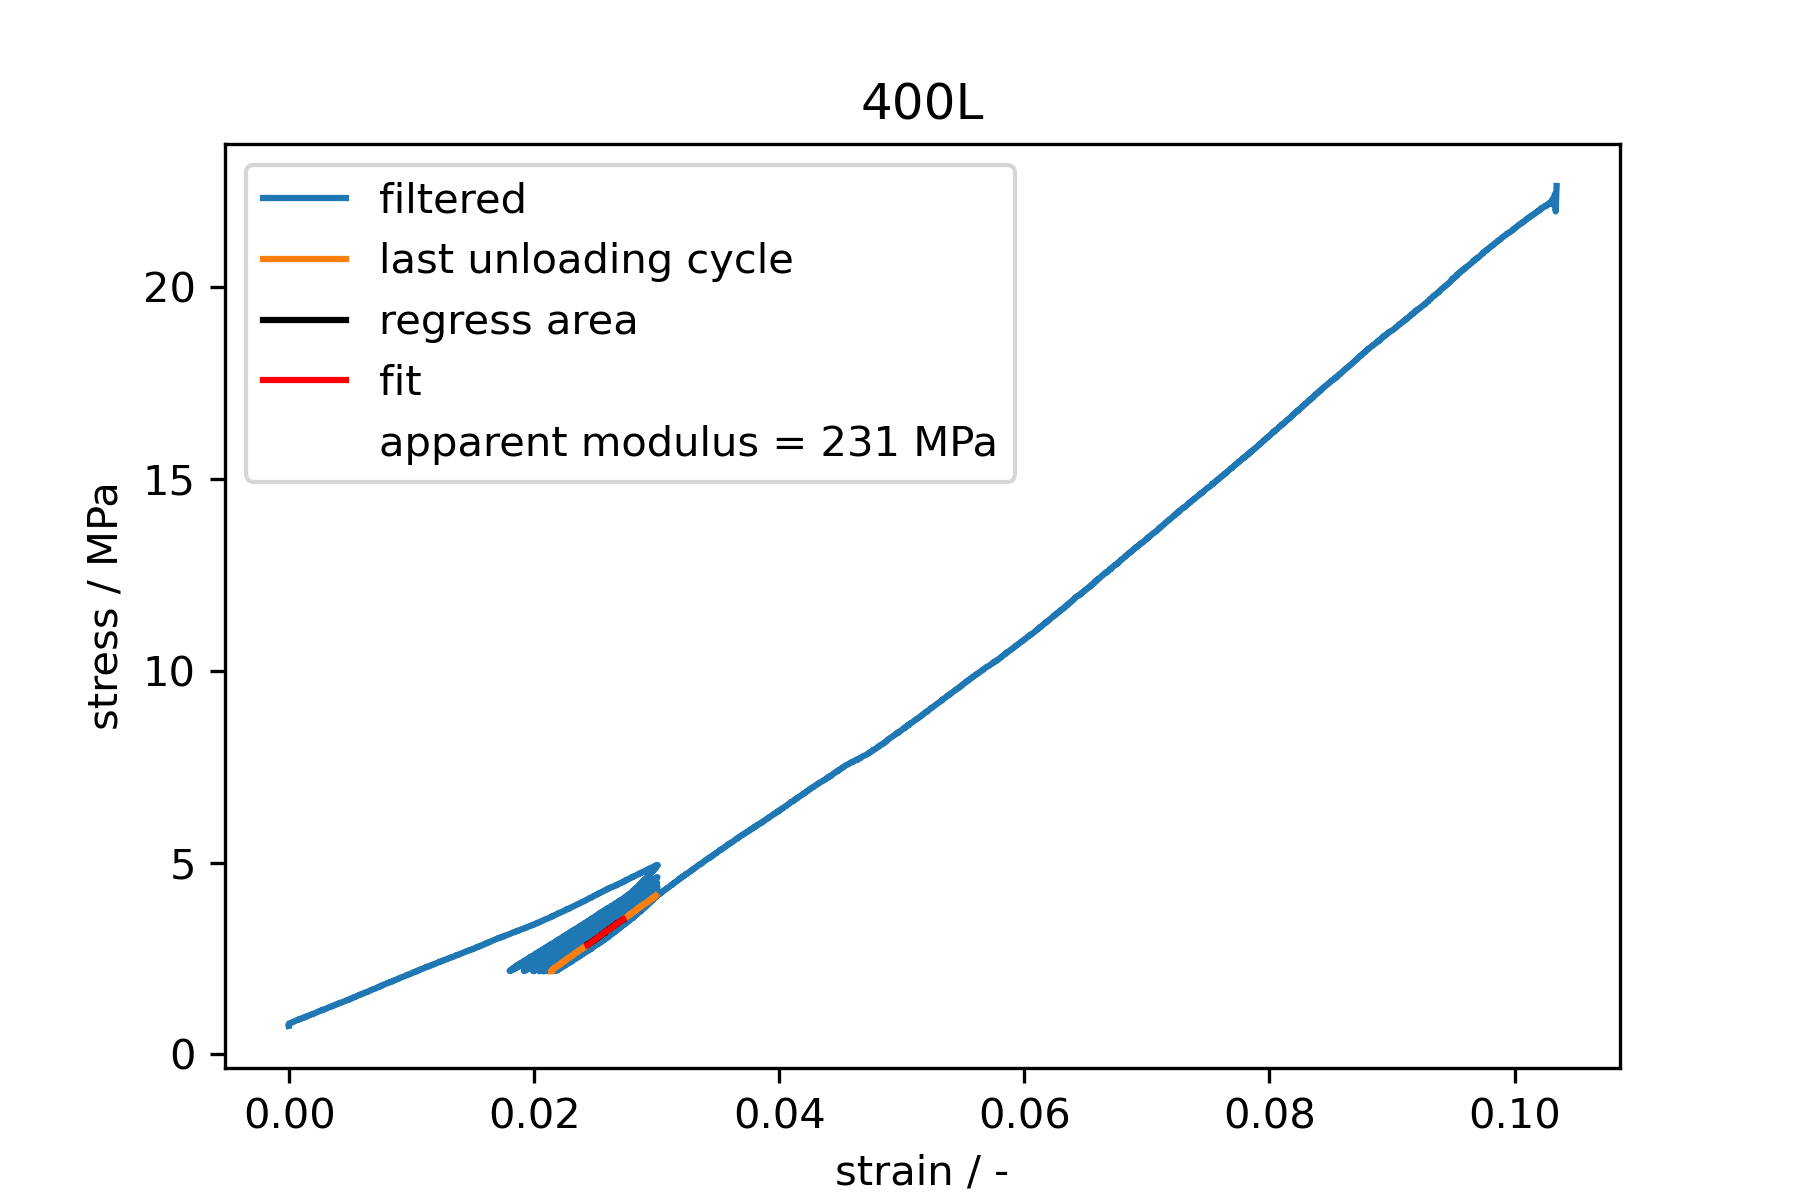 400L
filtered
last unloading cycle
regress area
fit
apparent modulus = 231 MPa
stress / MPa
20
15
10
5
0
0.00 0.02 0.04 0.06 0.08 0.10
strain / -